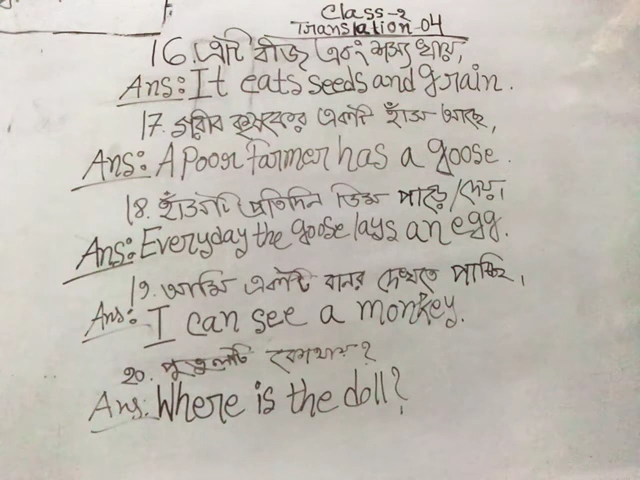 Class-২
Translation-04
16. এটি বীজ এবং শস্য খায়,
Ans: It eats seeds and grain.
17. গরীব কৃষকের একটি হাঁস আছে,
Ans: A Poor Farmer has a goose.
18. হাঁসটি প্রতিদিন ডিম পাড়ে/দেয়।
Ans: Everyday the goose lays an egg.
19. আমি একটি বানর দেখতে পাচ্ছি,
Ans: I can see a monkey.
২০. পুতুলটি কোথায়?
Ans: Where is the doll?